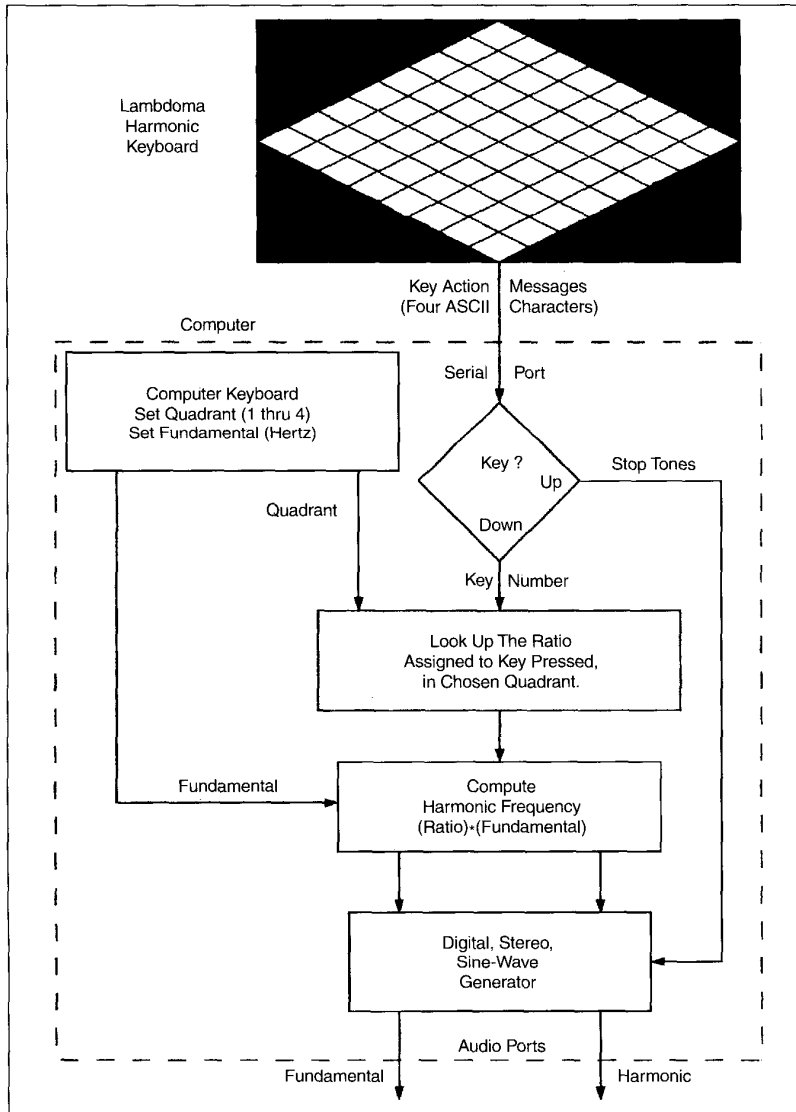 Lambdoma
Harmonic
Keyboard
Key Action Messages
(Four ASCII Characters)
Computer
Serial Port
Computer Keyboard
Set Quadrant (1 thru 4)
Set Fundamental (Hertz)
Key ?
Up
Stop Tones
Down
Quadrant
Key Number
Look Up The Ratio
Assigned to Key Pressed,
in Chosen Quadrant.
Fundamental
Compute
Harmonic Frequency
(Ratio)*(Fundamental)
Digital, Stereo,
Sine-Wave
Generator
Audio Ports
Fundamental
Harmonic